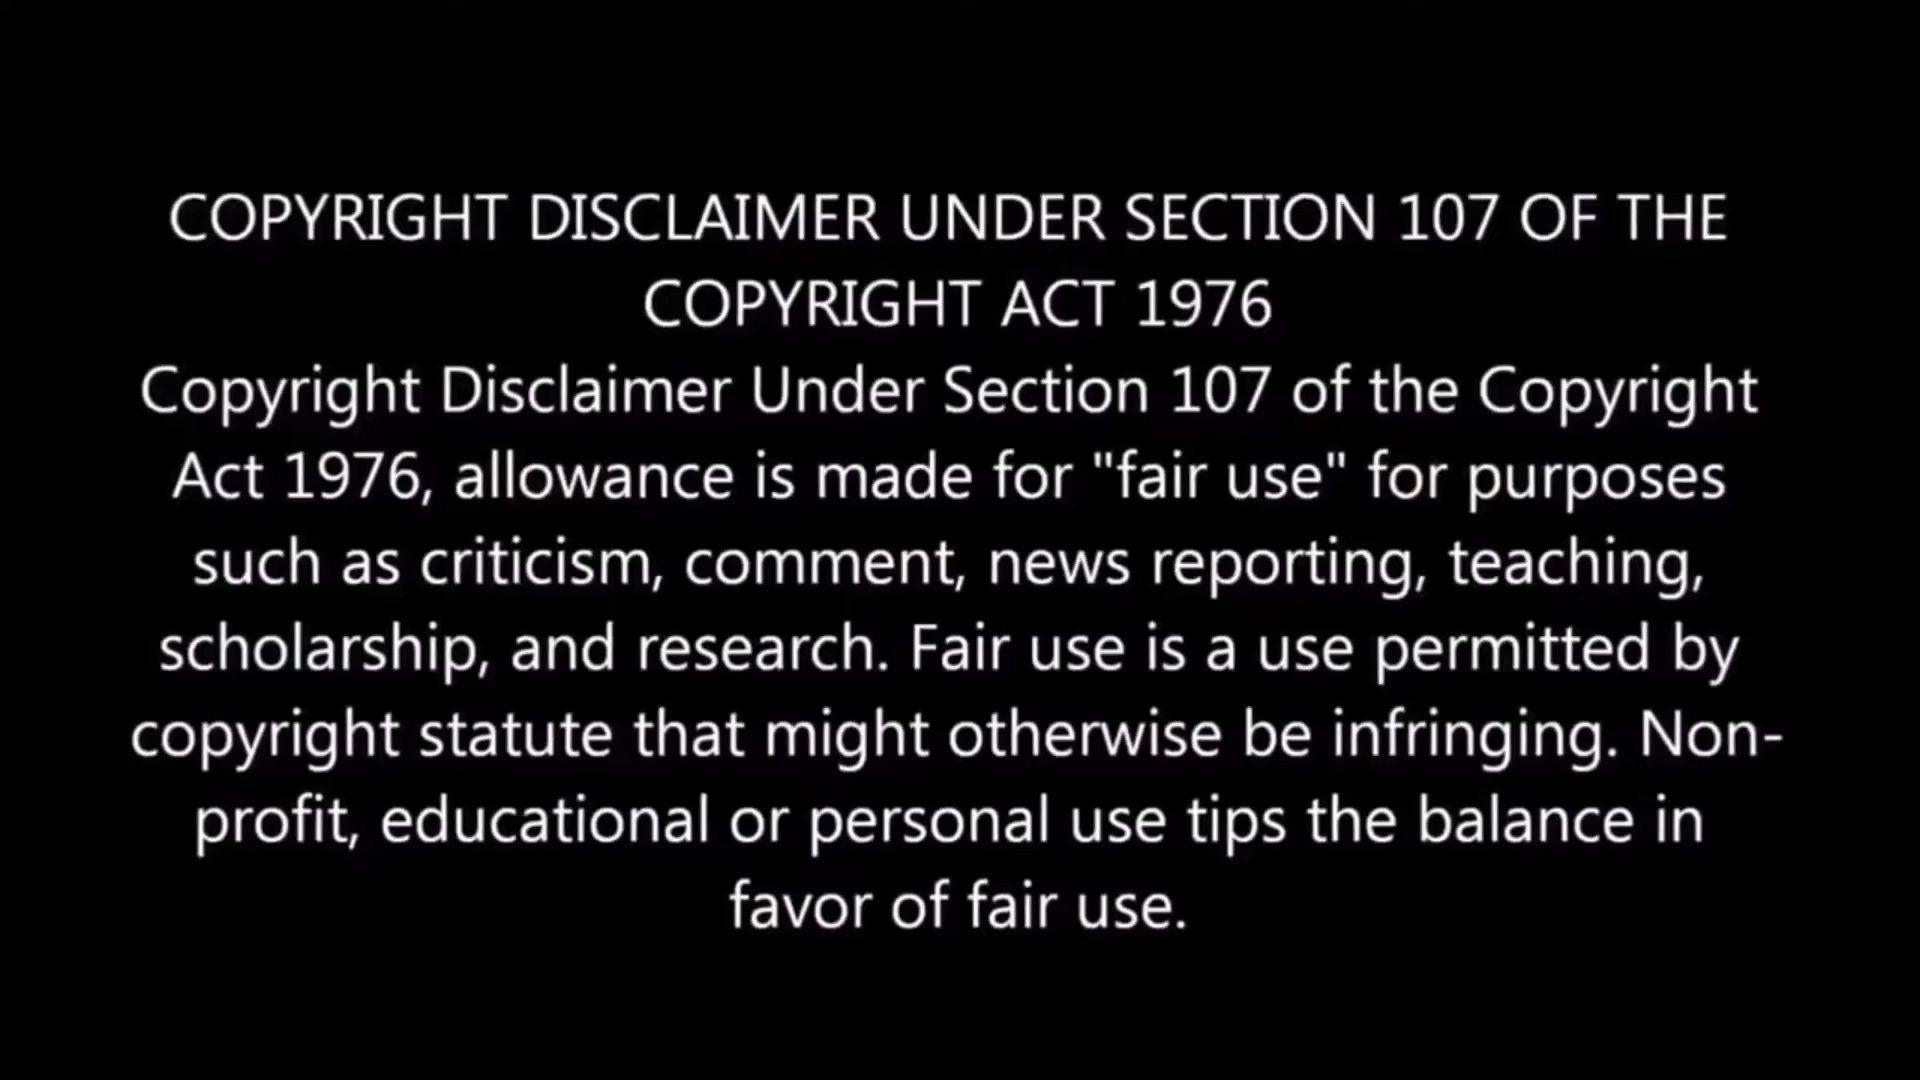 COPYRIGHT DISCLAIMER UNDER SECTION 107 OF THE
COPYRIGHT ACT 1976
Copyright Disclaimer Under Section 107 of the Copyright
Act 1976, allowance is made for "fair use" for purposes
such as criticism, comment, news reporting, teaching,
scholarship, and research. Fair use is a use permitted by
copyright statute that might otherwise be infringing. Non-
profit, educational or personal use tips the balance in
favor of fair use.